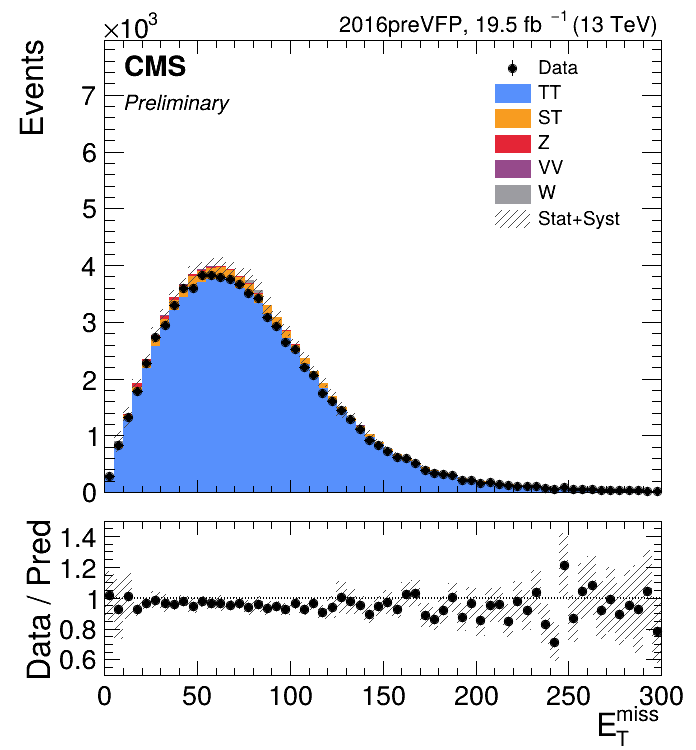 ×10³ 2016preVFP, 19.5 fb ⁻¹ (13 TeV)
CMS
Preliminary
Data
TT
ST
Z
VV
W
Stat+Syst
Events
7
6
5
4
3
2
1
0
Data / Pred
1.4
1.2
1
0.8
0.6
0 50 100 150 200 250 300
E_T^miss